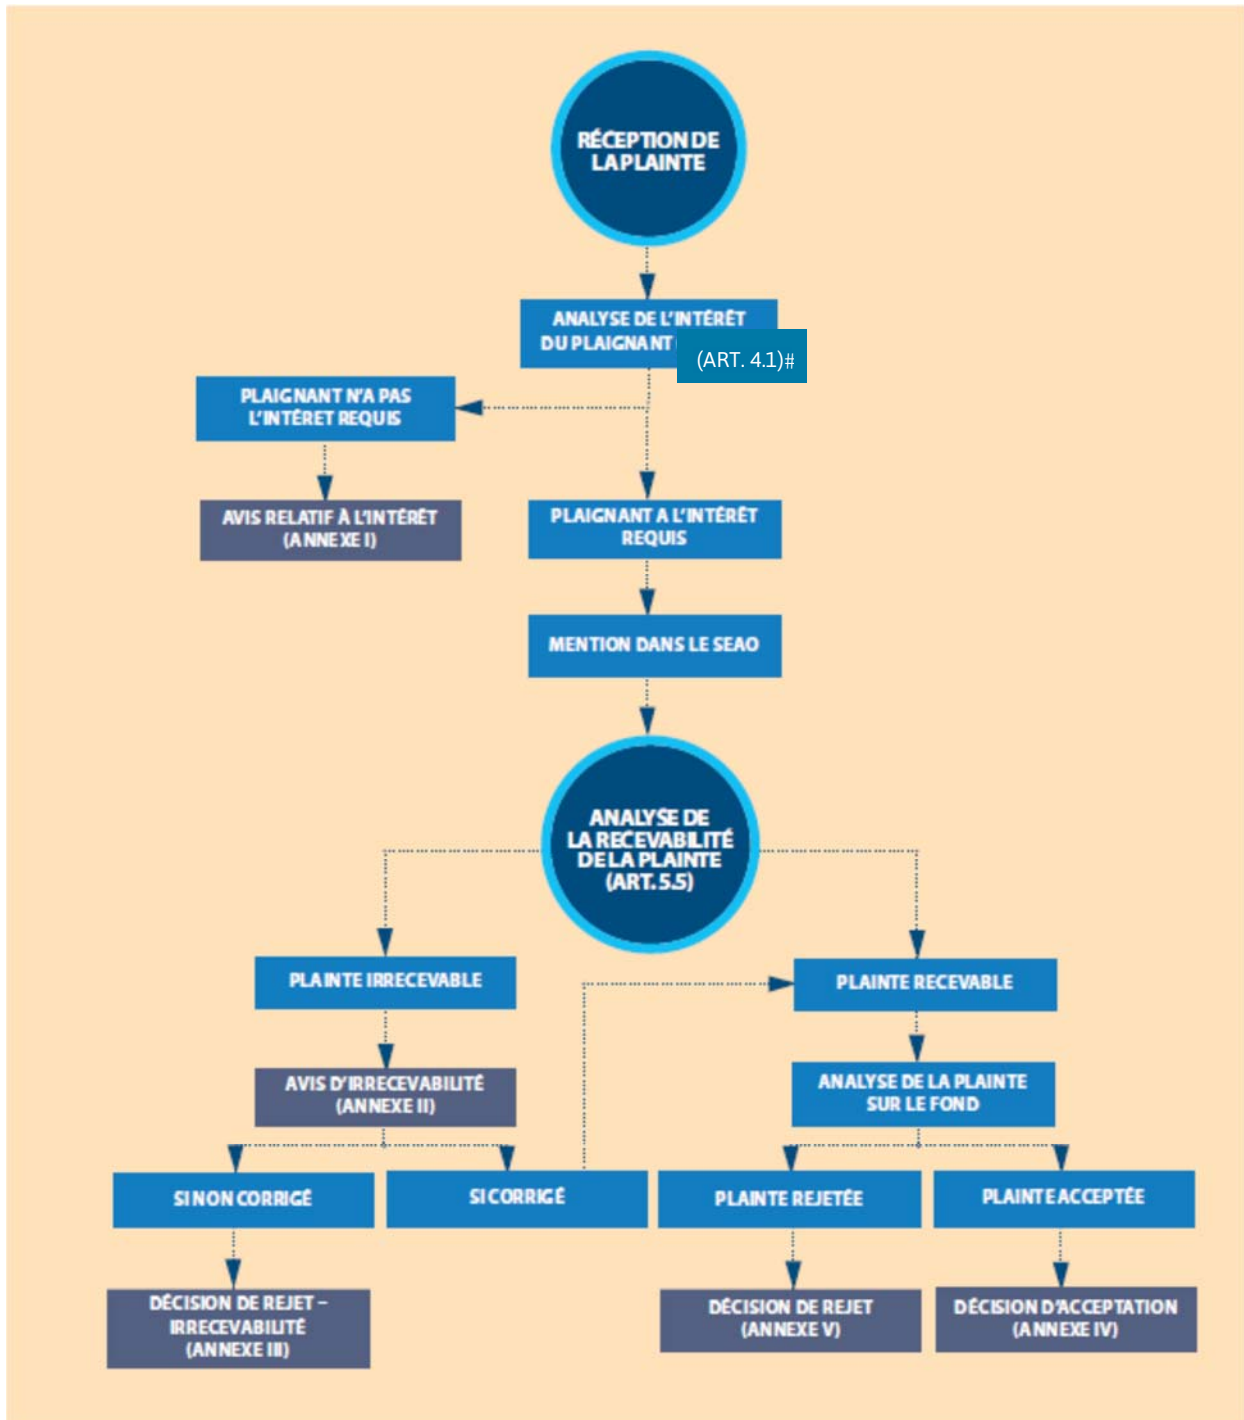 RÉCEPTION DE
LA PLAINTE
ANALYSE DE L'INTÉRÊT
DU PLAIGNANT
(ART. 4.1)#
PLAIGNANT N'A PAS
L'INTÉRET REQUIS
AVIS RELATIF À L'INTÉRÊT
(ANNEXE I)
PLAIGNANT A L'INTÉRÊT
REQUIS
MENTION DANS LE SEAO
ANALYSE DE
LA RECEVABILITÉ
DE LA PLAINTE
(ART. 5.5)
PLAINTE IRRECEVABLE
PLAINTE RECEVABLE
AVIS D'IRRECEVABILITÉ
(ANNEXE II)
ANALYSE DE LA PLAINTE
SUR LE FOND
SI NON CORRIGÉ
SI CORRIGÉ
PLAINTE REJETÉE
PLAINTE ACCEPTÉE
DÉCISION DE REJET –
IRRECEVABILITÉ
(ANNEXE III)
DÉCISION DE REJET
(ANNEXE V)
DÉCISION D'ACCEPTATION
(ANNEXE IV)